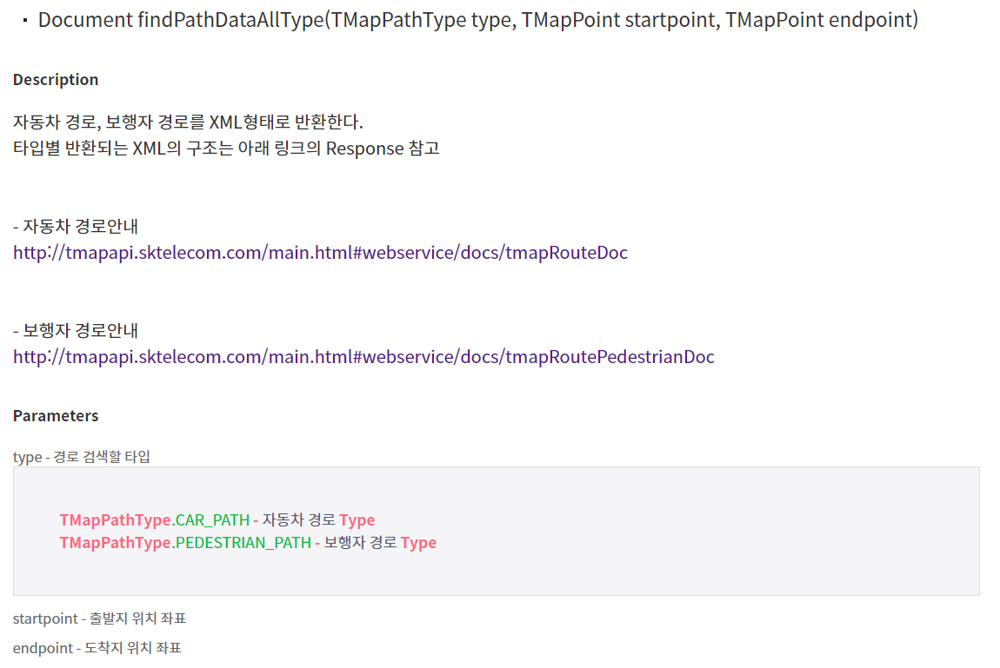 ▪ Document findPathDataAllType(TMapPathType type, TMapPoint startpoint, TMapPoint endpoint)
Description
자동차 경로, 보행자 경로를 XML형태로 반환한다.
타입별 반환되는 XML의 구조는 아래 링크의 Response 참고
- 자동차 경로안내
http://tmapapi.sktelecom.com/main.html#webservice/docs/tmapRouteDoc
- 보행자 경로안내
http://tmapapi.sktelecom.com/main.html#webservice/docs/tmapRoutePedestrianDoc
Parameters
type - 경로 검색할 타입
TMapPathType.CAR_PATH - 자동차 경로 Type
TMapPathType.PEDESTRIAN_PATH - 보행자 경로 Type
startpoint - 출발지 위치 좌표
endpoint - 도착지 위치 좌표